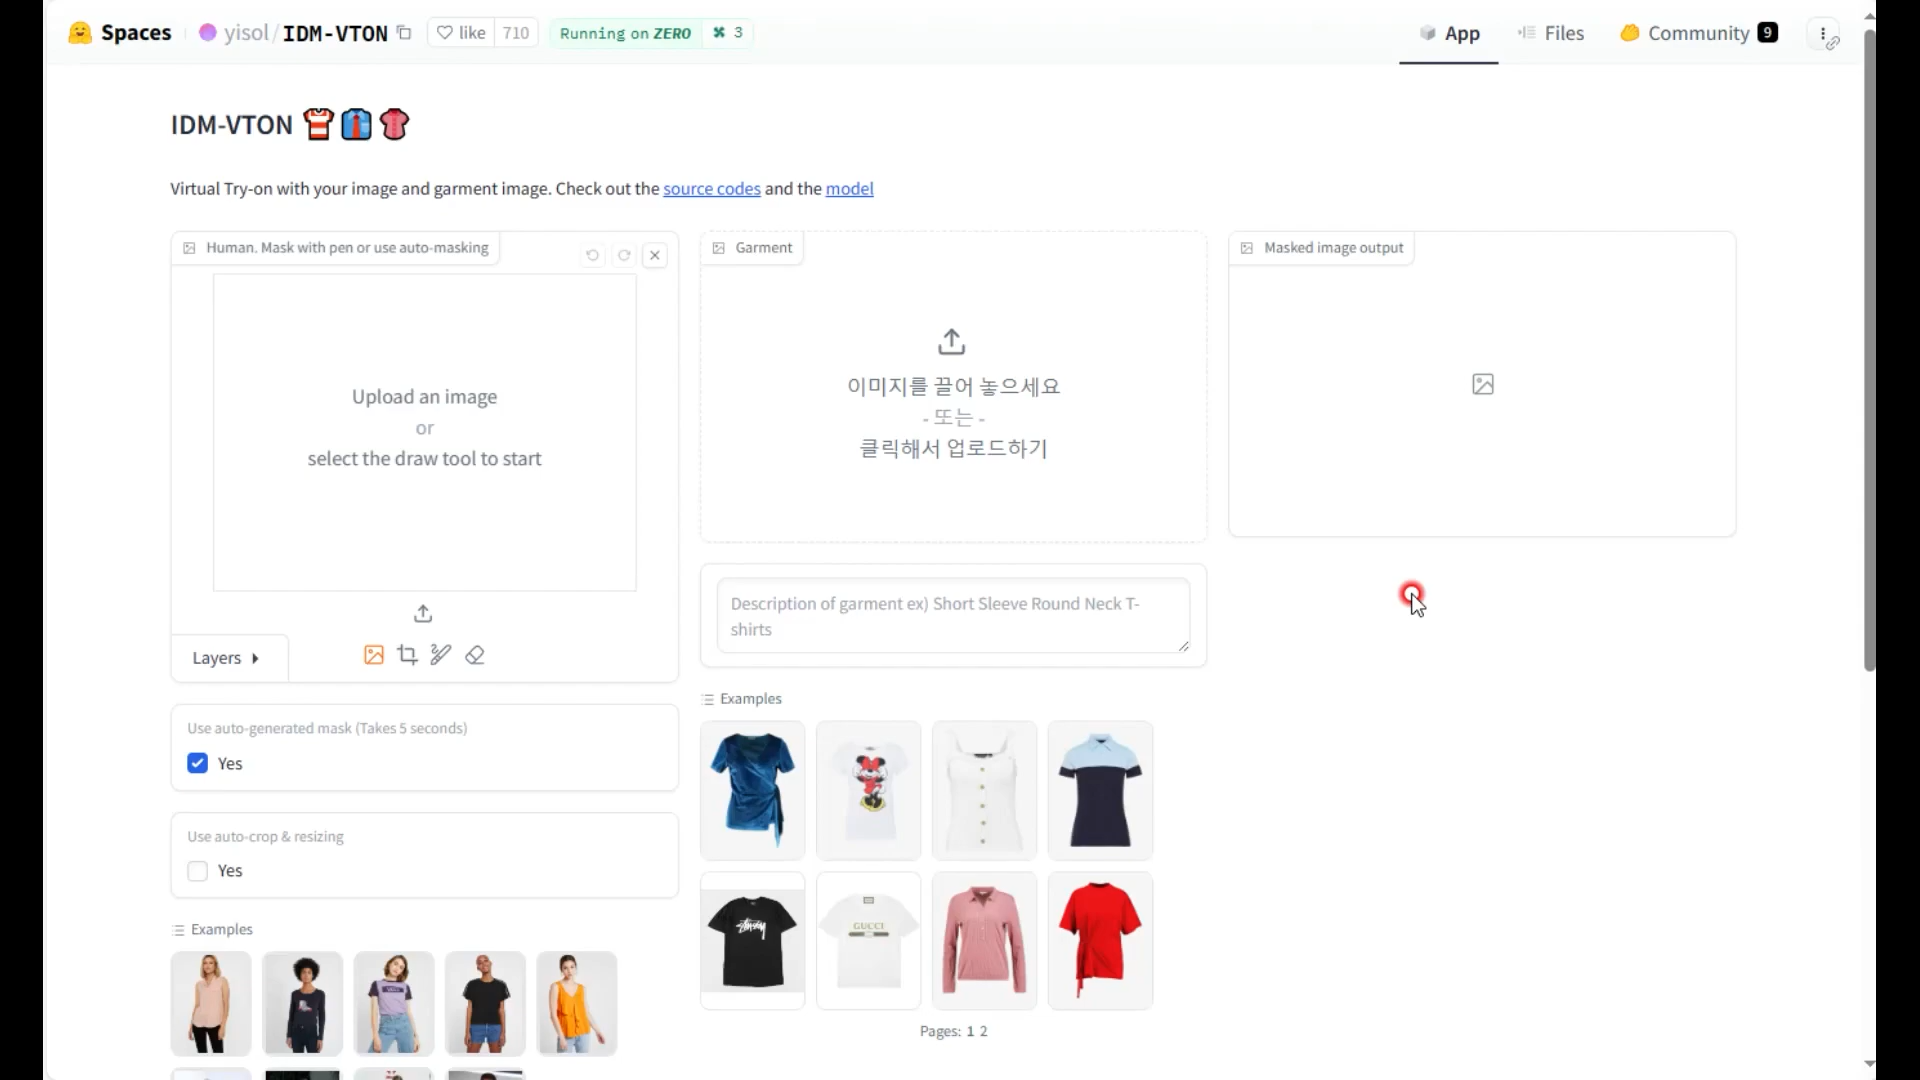 Spaces
yisol/IDM-VTON
like 710
Running on ZERO
3
App
Files
Community 9
IDM-VTON
Virtual Try-on with your image and garment image. Check out the source codes and the model
Human. Mask with pen or use auto-masking
Upload an image
or
select the draw tool to start
Layers
Use auto-generated mask (Takes 5 seconds)
Yes
Use auto-crop & resizing
Yes
Examples
Garment
이미지를 끌어 놓으세요
- 또는 -
클릭해서 업로드하기
Description of garment ex) Short Sleeve Round Neck T-
shirts
Examples
GUCCI
Pages: 1 2
Masked image output